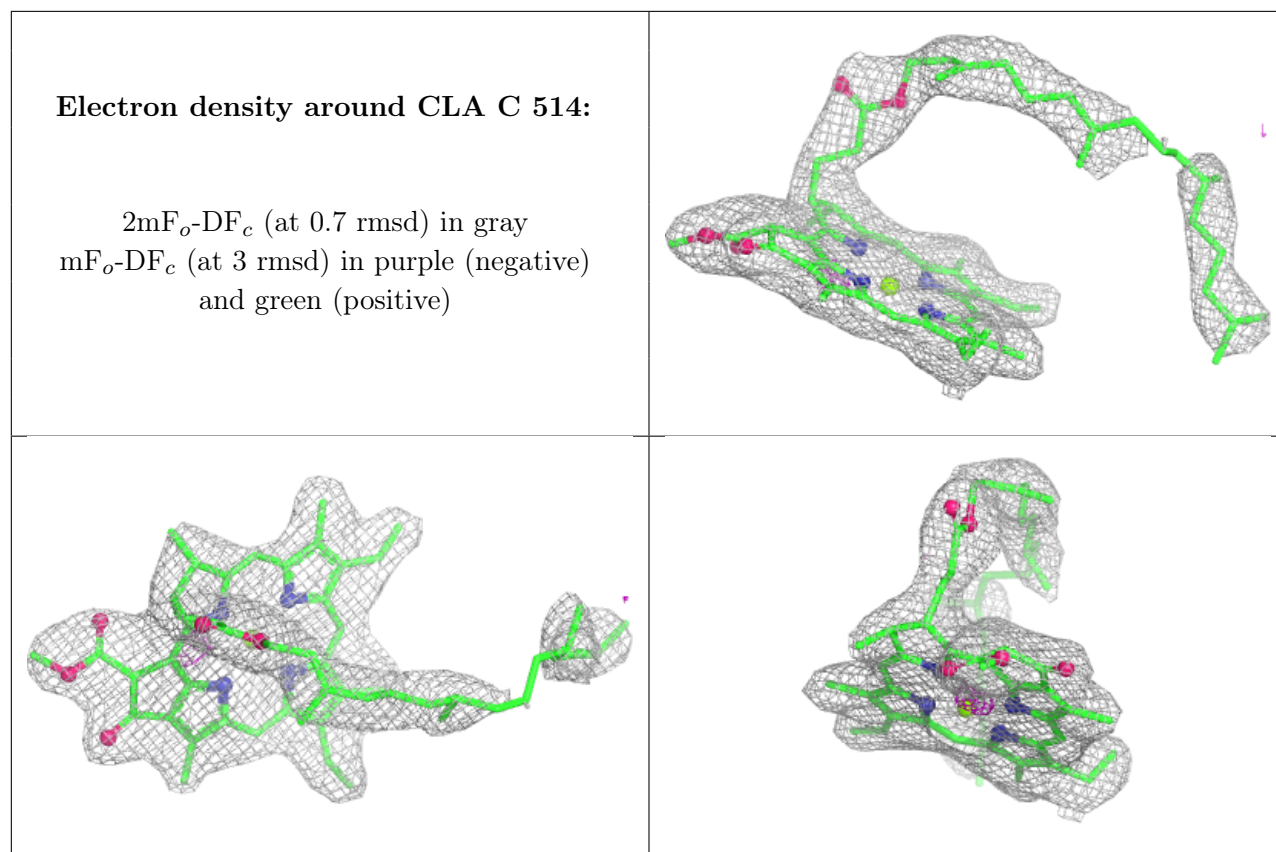 Electron density around CLA C 514:
2mFo-DFc (at 0.7 rmsd) in gray
mFo-DFc (at 3 rmsd) in purple (negative)
and green (positive)